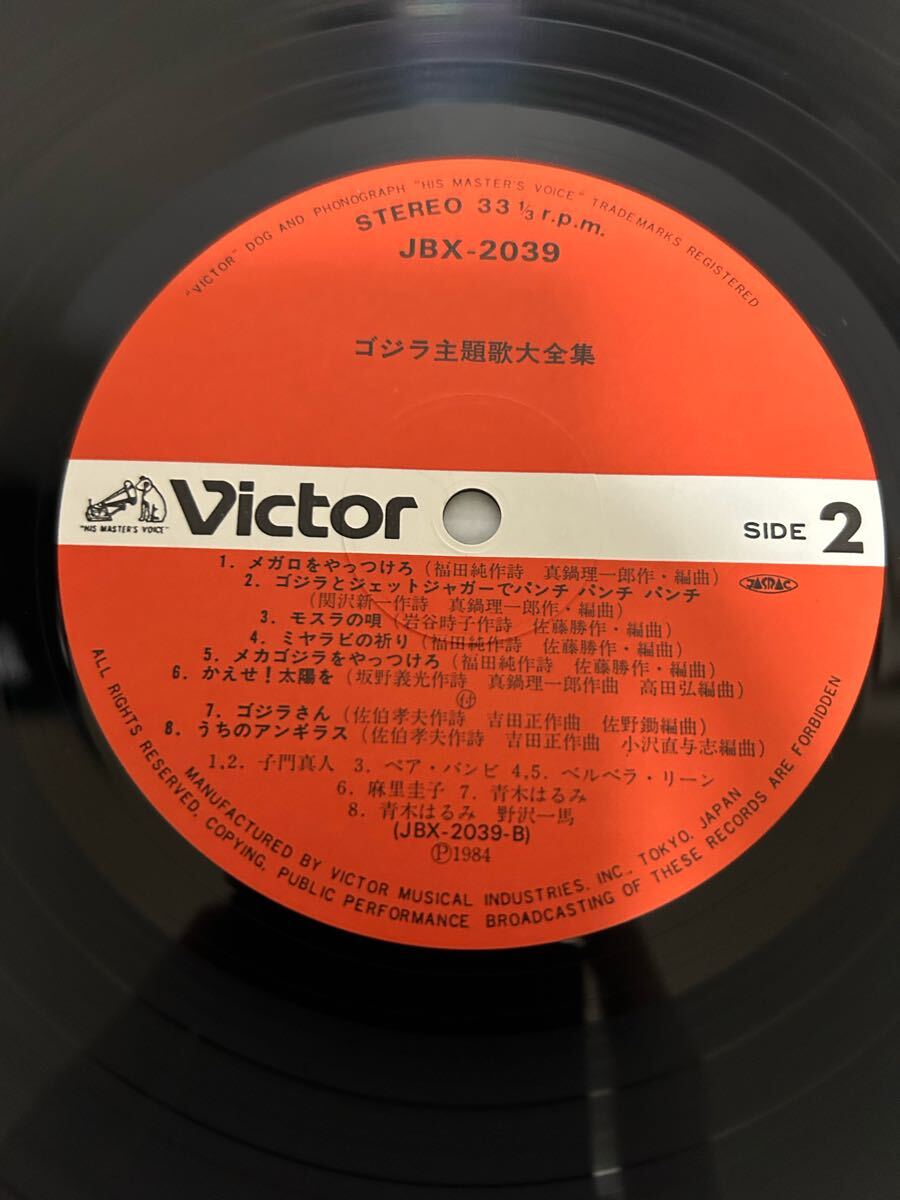 "VICTOR" DOG AND PHONOGRAPH "HIS MASTER'S VOICE" TRADEMARKS REGISTERED
STEREO 33 1/3 r.p.m.
JBX-2039
ゴジラ主題歌大全集
"HIS MASTER'S VOICE"
Victor
SIDE 2
1. メガロをやっつけろ (福田純作詩 真鍋理一郎作・編曲)
2. ゴジラとジェットジャガーでパンチ パンチ パンチ
(関沢新一作詩 真鍋理一郎作・編曲)
JASRAC
3. モスラの唄 (岩谷時子作詩 佐藤勝作・編曲)
4. ミヤラビの祈り (福田純作詩 佐藤勝作・編曲)
5. メカゴジラをやっつけろ (福田純作詩 佐藤勝作・編曲)
6. かえせ!太陽を (坂野義光作詩 真鍋理一郎作曲 高田弘編曲)
付
7. ゴジラさん (佐伯孝夫作詩 吉田正作曲 佐野鋤編曲)
8. うちのアンギラス (佐伯孝夫作詩 吉田正作曲 小沢直与志編曲)
1,2. 子門真人 3. ペア・バンビ 4,5. ベルベラ・リーン
6. 麻里圭子 7. 青木はるみ
8. 青木はるみ 野沢一馬
(JBX-2039-B)
Ⓟ1984
MANUFACTURED BY VICTOR MUSICAL INDUSTRIES, INC., TOKYO, JAPAN
ALL RIGHTS RESERVED, COPYING, PUBLIC PERFORMANCE BROADCASTING OF THESE RECORDS ARE FORBIDDEN